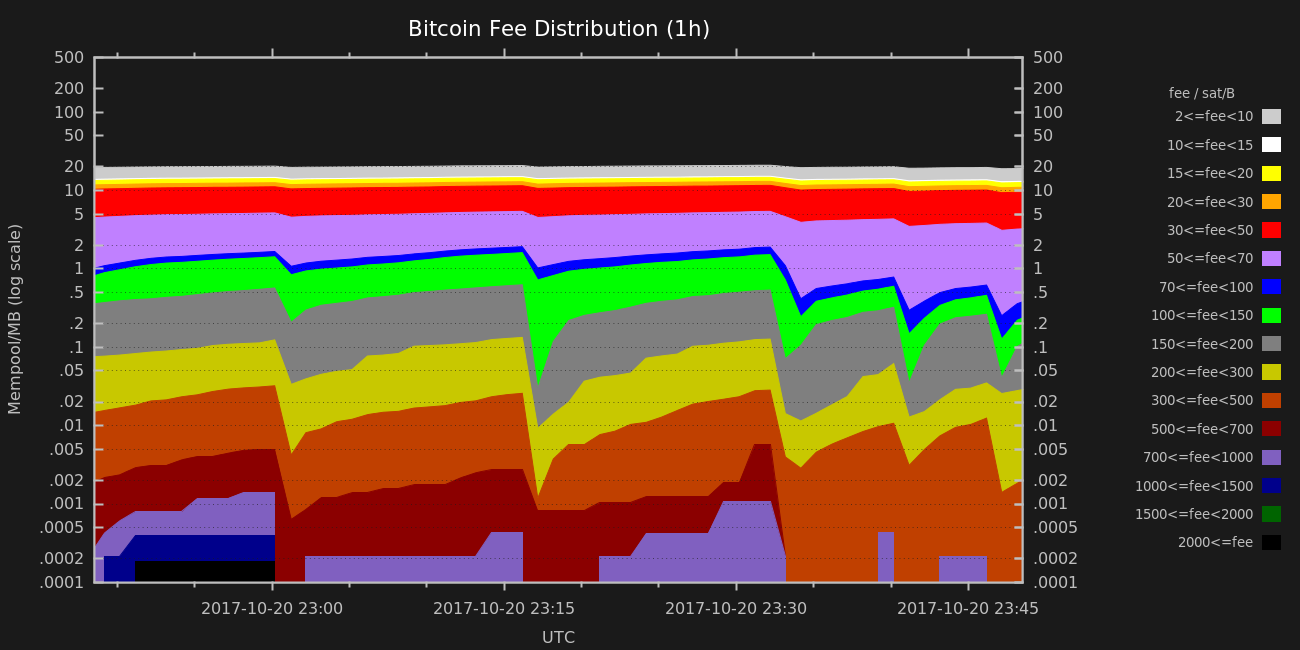 Bitcoin Fee Distribution (1h)
Mempool/MB (log scale)
500
200
100
50
20
10
5
2
1
.5
.2
.1
.05
.02
.01
.005
.002
.001
.0005
.0002
.0001
500
200
100
50
20
10
5
2
1
.5
.2
.1
.05
.02
.01
.005
.002
.001
.0005
.0002
.0001
2017-10-20 23:00
2017-10-20 23:15
2017-10-20 23:30
2017-10-20 23:45
UTC
fee / sat/B
2<=fee<10
10<=fee<15
15<=fee<20
20<=fee<30
30<=fee<50
50<=fee<70
70<=fee<100
100<=fee<150
150<=fee<200
200<=fee<300
300<=fee<500
500<=fee<700
700<=fee<1000
1000<=fee<1500
1500<=fee<2000
2000<=fee